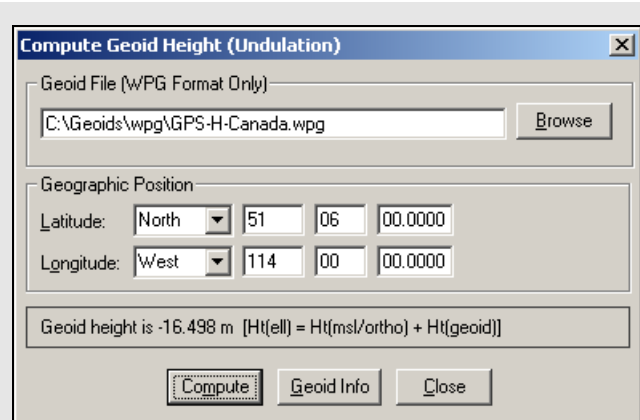 Compute Geoid Height (Undulation)
Geoid File (WPG Format Only)
C:\Geoids\wpg\GPS-H-Canada.wpg Browse
Geographic Position
Latitude: North 51 06 00.0000
Longitude: West 114 00 00.0000
Geoid height is -16.498 m [Ht(ell) = Ht(msl/ortho) + Ht(geoid)]
Compute Geoid Info Close